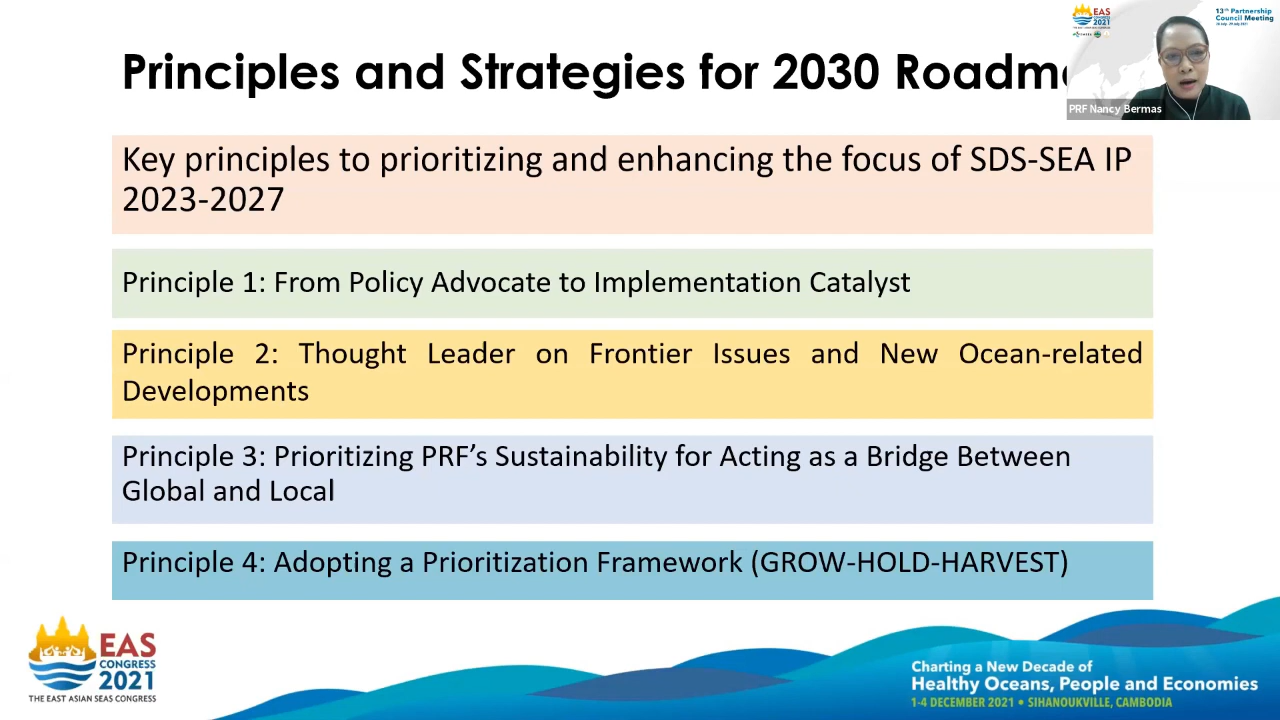 Principles and Strategies for 2030 Roadm
EAS
CONGRESS
2021
13th Partnership
Council Meeting
PRF Nancy Bermas
Key principles to prioritizing and enhancing the focus of SDS-SEA IP
2023-2027
Principle 1: From Policy Advocate to Implementation Catalyst
Principle 2: Thought Leader on Frontier Issues and New Ocean-related
Developments
Principle 3: Prioritizing PRF’s Sustainability for Acting as a Bridge Between
Global and Local
Principle 4: Adopting a Prioritization Framework (GROW-HOLD-HARVEST)
EAS
CONGRESS
2021
THE EAST ASIAN SEAS CONGRESS
Charting a New Decade of
Healthy Oceans, People and Economies
1-4 DECEMBER 2021 • SIHANOUKVILLE, CAMBODIA